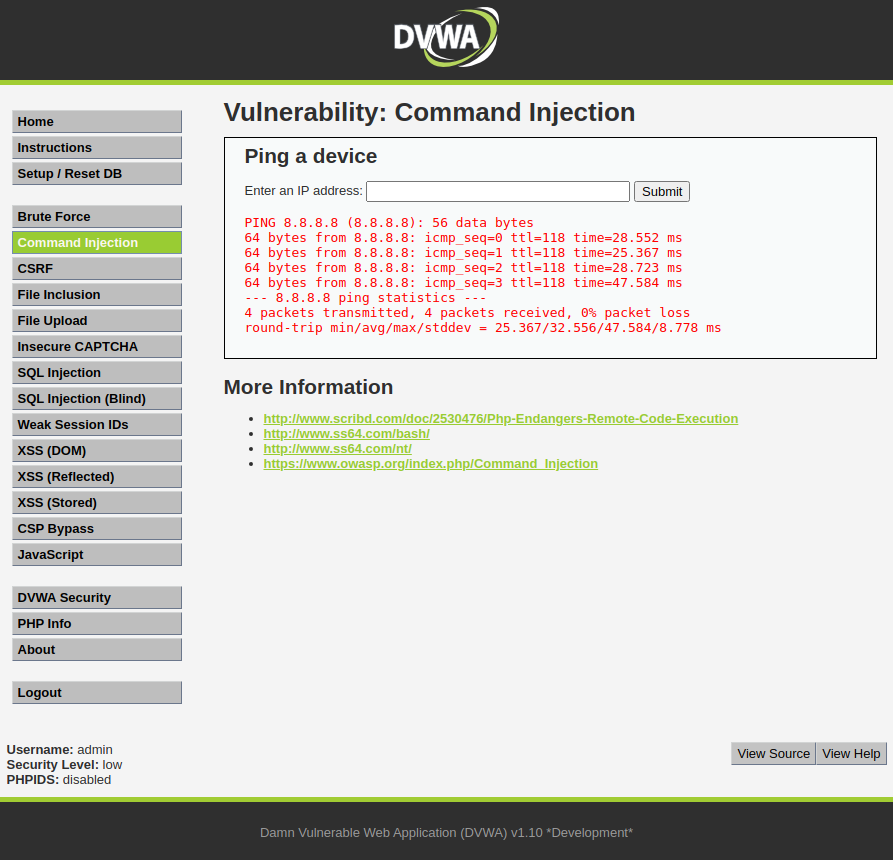 DVWA
Vulnerability: Command Injection
Home
Instructions
Setup / Reset DB
Brute Force
Command Injection
CSRF
File Inclusion
File Upload
Insecure CAPTCHA
SQL Injection
SQL Injection (Blind)
Weak Session IDs
XSS (DOM)
XSS (Reflected)
XSS (Stored)
CSP Bypass
JavaScript
DVWA Security
PHP Info
About
Logout
Ping a device
Enter an IP address: Submit
PING 8.8.8.8 (8.8.8.8): 56 data bytes
64 bytes from 8.8.8.8: icmp_seq=0 ttl=118 time=28.552 ms
64 bytes from 8.8.8.8: icmp_seq=1 ttl=118 time=25.367 ms
64 bytes from 8.8.8.8: icmp_seq=2 ttl=118 time=28.723 ms
64 bytes from 8.8.8.8: icmp_seq=3 ttl=118 time=47.584 ms
--- 8.8.8.8 ping statistics ---
4 packets transmitted, 4 packets received, 0% packet loss
round-trip min/avg/max/stddev = 25.367/32.556/47.584/8.778 ms
More Information
http://www.scribd.com/doc/2530476/Php-Endangers-Remote-Code-Execution
http://www.ss64.com/bash/
http://www.ss64.com/nt/
https://www.owasp.org/index.php/Command_Injection
Username: admin
Security Level: low
PHPIDS: disabled
View Source View Help
Damn Vulnerable Web Application (DVWA) v1.10 *Development*